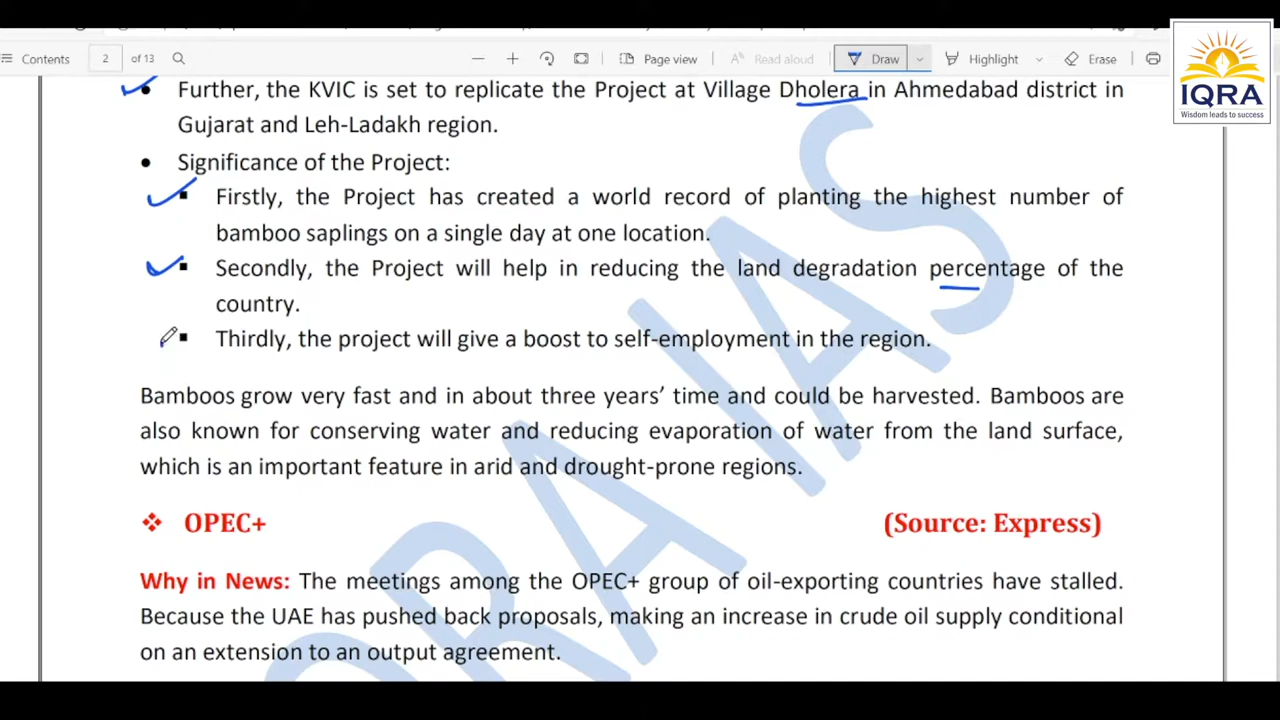 Contents
2
of 13
Page view
Read aloud
Draw
Highlight
Erase
IQRA
Wisdom leads to success
• Further, the KVIC is set to replicate the Project at Village Dholera in Ahmedabad district in
Gujarat and Leh-Ladakh region.
• Significance of the Project:
▪ Firstly, the Project has created a world record of planting the highest number of
bamboo saplings on a single day at one location.
▪ Secondly, the Project will help in reducing the land degradation percentage of the
country.
▪ Thirdly, the project will give a boost to self-employment in the region.
Bamboos grow very fast and in about three years’ time and could be harvested. Bamboos are
also known for conserving water and reducing evaporation of water from the land surface,
which is an important feature in arid and drought-prone regions.
❖ OPEC+ (Source: Express)
Why in News: The meetings among the OPEC+ group of oil-exporting countries have stalled.
Because the UAE has pushed back proposals, making an increase in crude oil supply conditional
on an extension to an output agreement.